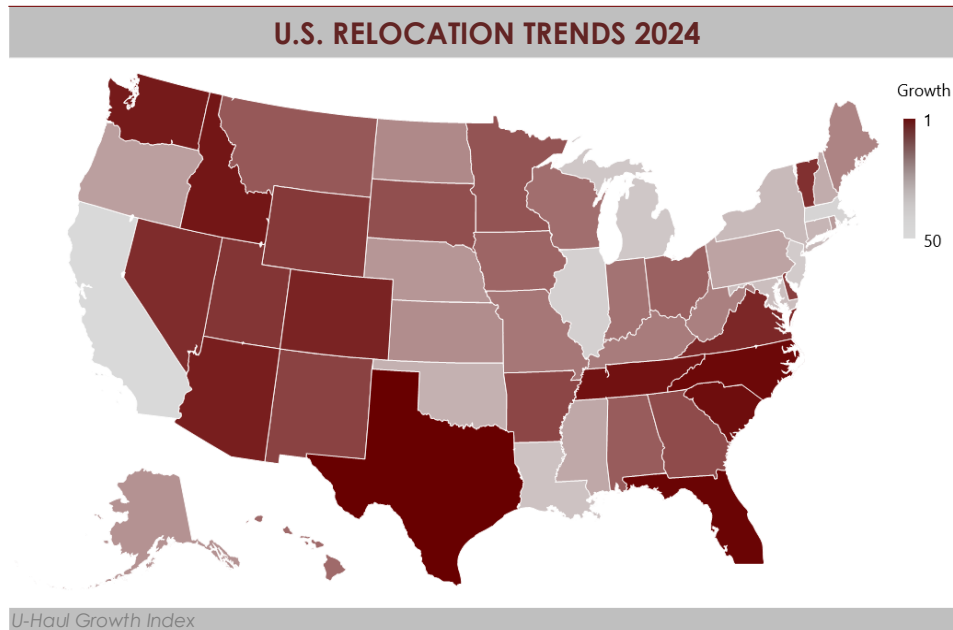 U.S. RELOCATION TRENDS 2024
Growth
1
50
U-Haul Growth Index